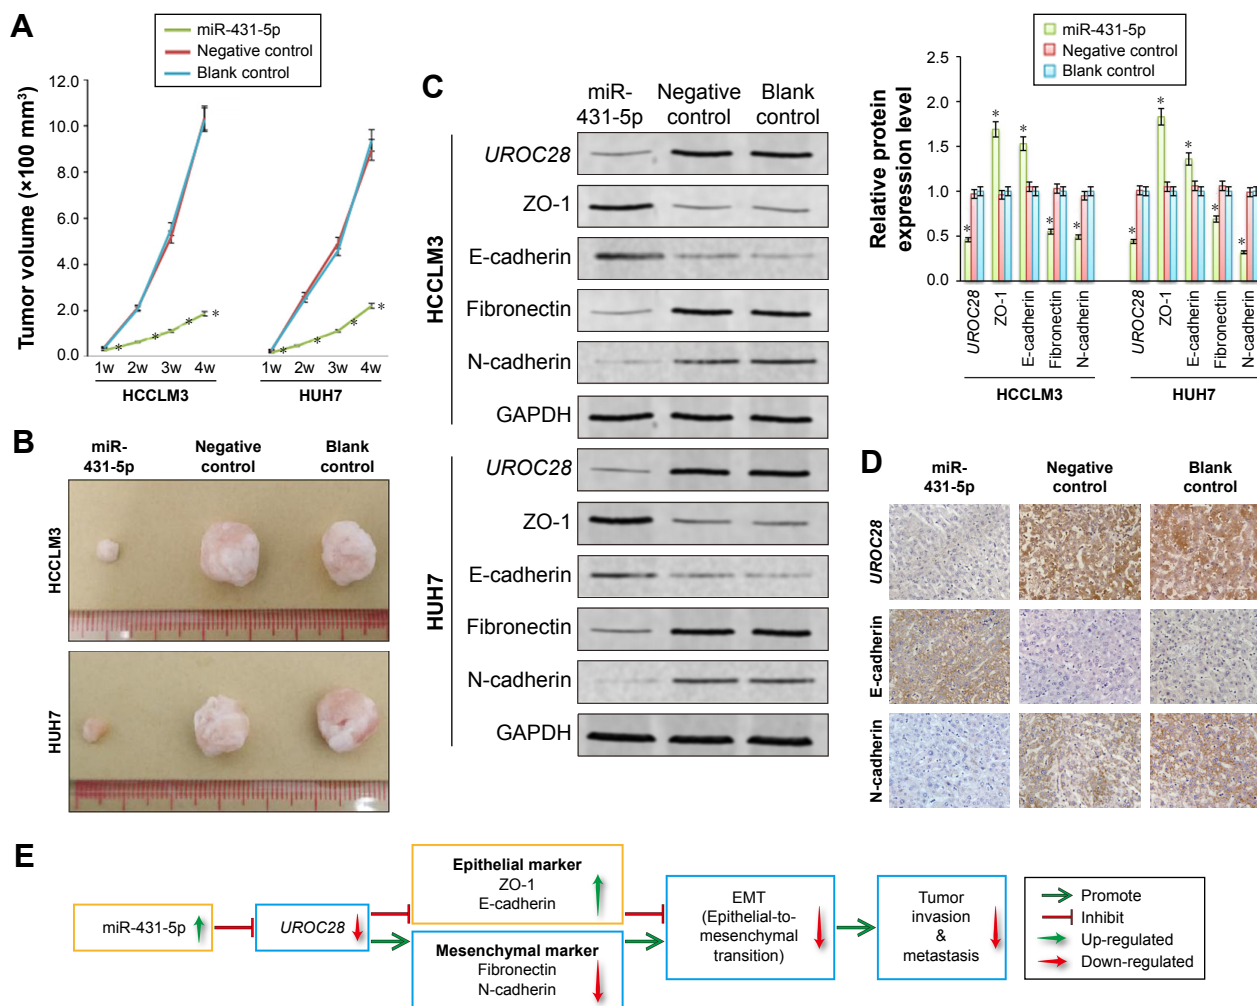 A
miR-431-5p
Negative control
Blank control
Tumor volume (×100 mm³)
12.0
10.0
8.0
6.0
4.0
2.0
0.0
1w 2w 3w 4w 1w 2w 3w 4w
* * * * * * * *
HCCLM3 HUH7
B
miR-
431-5p
Negative
control
Blank
control
HCCLM3
HUH7
C
miR-
431-5p
Negative
control
Blank
control
HCCLM3
UROC28
ZO-1
E-cadherin
Fibronectin
N-cadherin
GAPDH
HUH7
UROC28
ZO-1
E-cadherin
Fibronectin
N-cadherin
GAPDH
miR-431-5p
Negative control
Blank control
Relative protein
expression level
2.5
2.0
1.5
1.0
0.5
0.0
* * * * * * * * * *
UROC28 ZO-1 E-cadherin Fibronectin N-cadherin UROC28 ZO-1 E-cadherin Fibronectin N-cadherin
HCCLM3 HUH7
D
miR-
431-5p
Negative
control
Blank
control
UROC28
E-cadherin
N-cadherin
E
miR-431-5p
UROC28
Epithelial marker
ZO-1
E-cadherin
Mesenchymal marker
Fibronectin
N-cadherin
EMT
(Epithelial-to-
mesenchymal
transition)
Tumor
invasion
&
metastasis
Promote
Inhibit
Up-regulated
Down-regulated